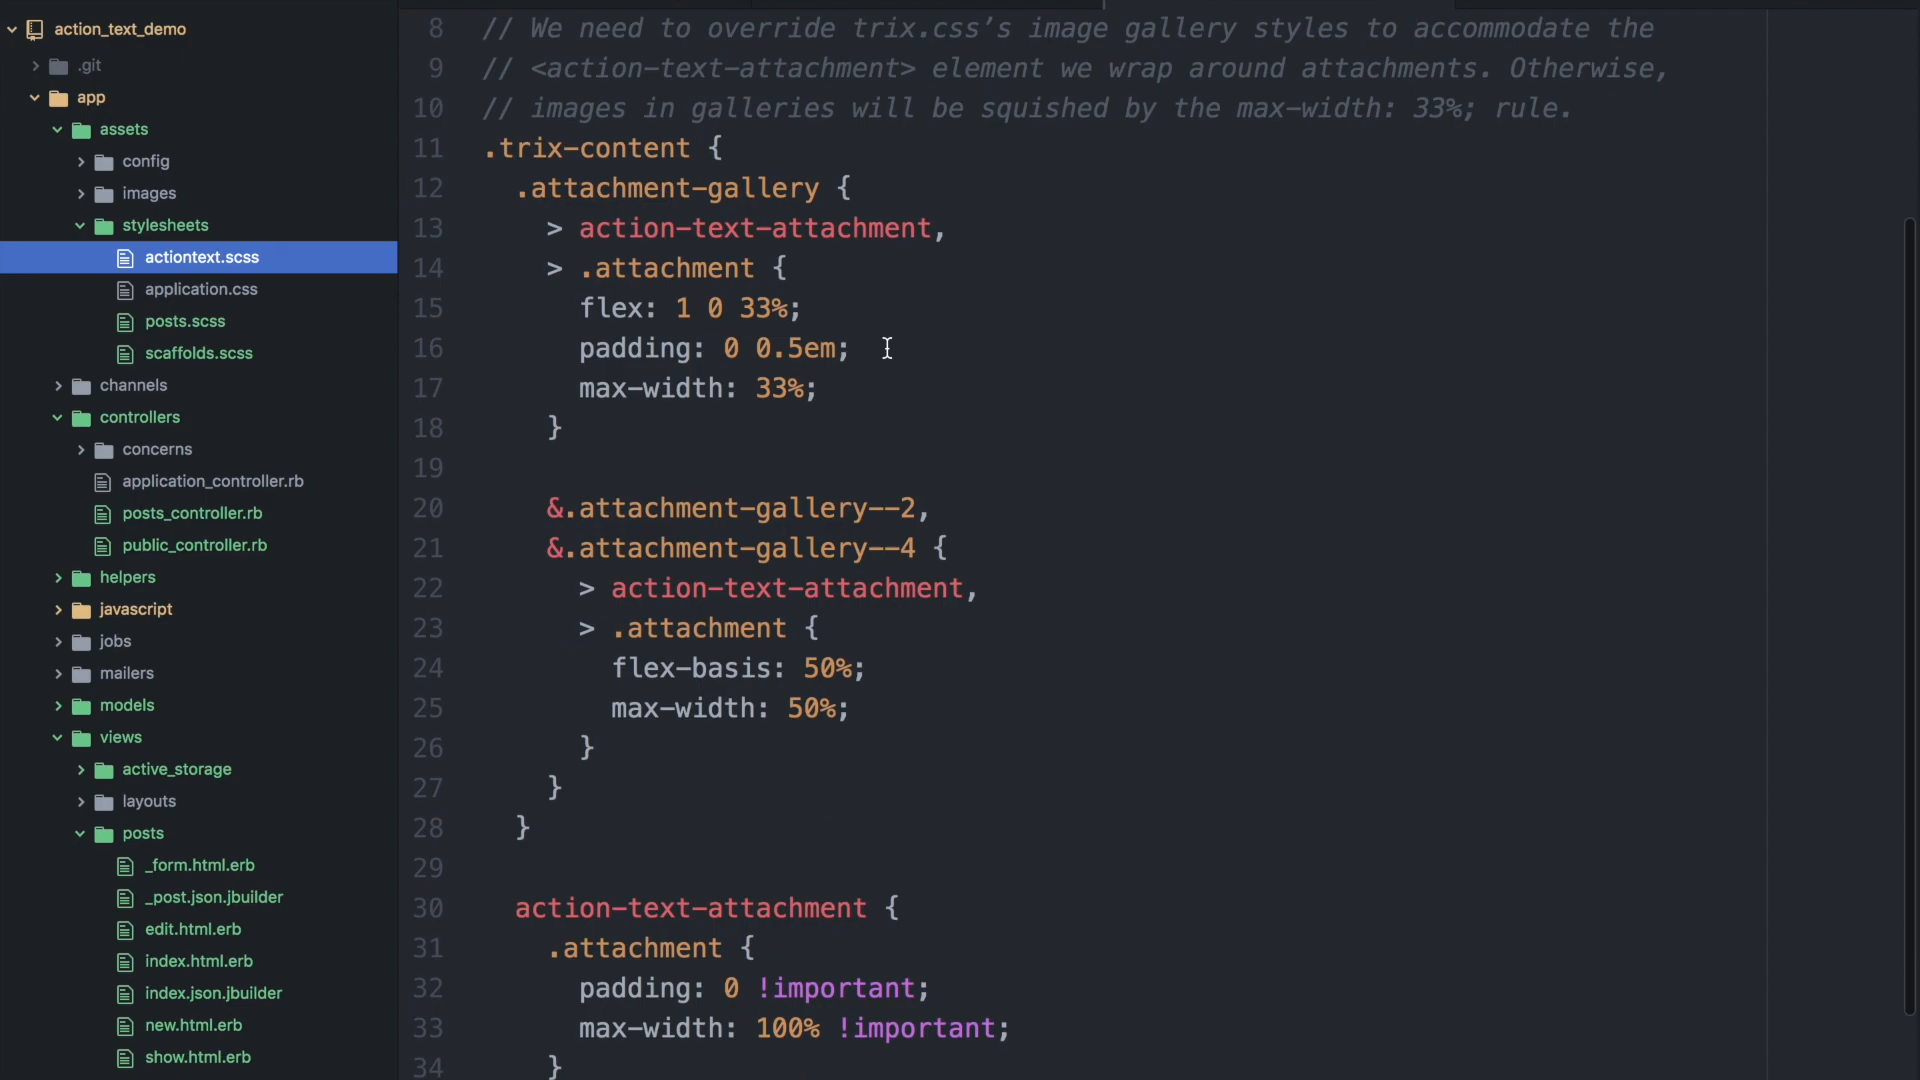 action_text_demo
.git
app
assets
config
images
stylesheets
actiontext.scss
application.css
posts.scss
scaffolds.scss
channels
controllers
concerns
application_controller.rb
posts_controller.rb
public_controller.rb
helpers
javascript
jobs
mailers
models
views
active_storage
layouts
posts
_form.html.erb
_post.json.jbuilder
edit.html.erb
index.html.erb
index.json.jbuilder
new.html.erb
show.html.erb
8 // We need to override trix.css’s image gallery styles to accommodate the
9 // <action-text-attachment> element we wrap around attachments. Otherwise,
10 // images in galleries will be squished by the max-width: 33%; rule.
11 .trix-content {
12 .attachment-gallery {
13 > action-text-attachment,
14 > .attachment {
15 flex: 1 0 33%;
16 padding: 0 0.5em;
17 max-width: 33%;
18 }
19
20 &.attachment-gallery--2,
21 &.attachment-gallery--4 {
22 > action-text-attachment,
23 > .attachment {
24 flex-basis: 50%;
25 max-width: 50%;
26 }
27 }
28 }
29
30 action-text-attachment {
31 .attachment {
32 padding: 0 !important;
33 max-width: 100% !important;
34 }